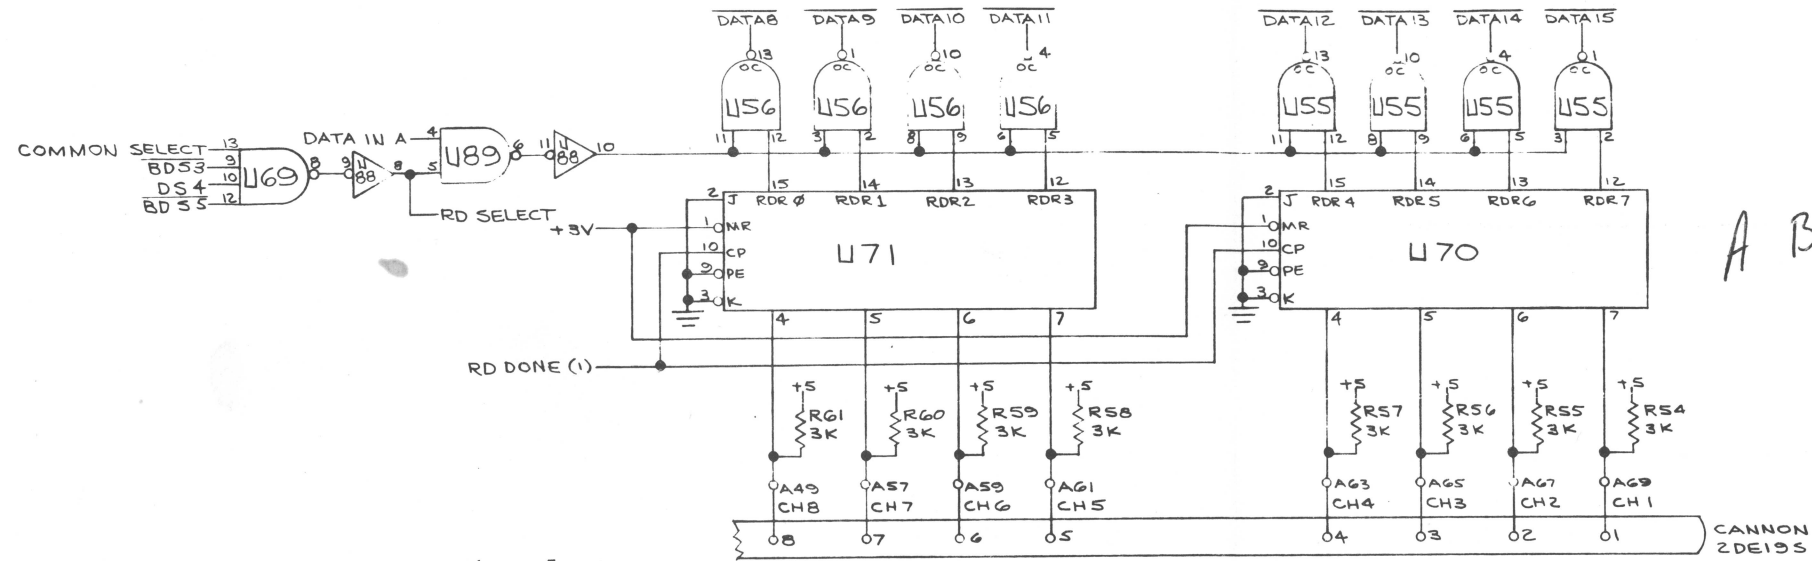 DATA8 DATA9 DATA10 DATA11 DATA12 DATA13 DATA14 DATA15
13 1 10 4 13 10 4 1
OC OC OC OC OC OC OC OC
U56 U56 U56 U56 U55 U55 U55 U55
11 12 3 2 8 9 6 5 11 12 8 9 6 5 3 2
DATA IN A 4
COMMON SELECT 13
BDS3 9
DS4 10
BDS5 12
U69 8 9 U88 8 5 U89 6 11 U88 10
RD SELECT
+3V
15 14 13 12 15 14 13 12
2 J RDR0 RDR1 RDR2 RDR3 2 J RDR4 RDR5 RDR6 RDR7
1 MR 1 MR
10 CP U71 10 CP U70
9 PE 9 PE
3 K 3 K
A B
4 5 6 7 4 5 6 7
RD DONE (1)
+5 +5 +5 +5 +5 +5 +5 +5
R61 R60 R59 R58 R57 R56 R55 R54
3K 3K 3K 3K 3K 3K 3K 3K
A49 A57 A59 A61 A63 A65 A67 A69
CH8 CH7 CH6 CH5 CH4 CH3 CH2 CH1
8 7 6 5 4 3 2 1
CANNON
2DE19S